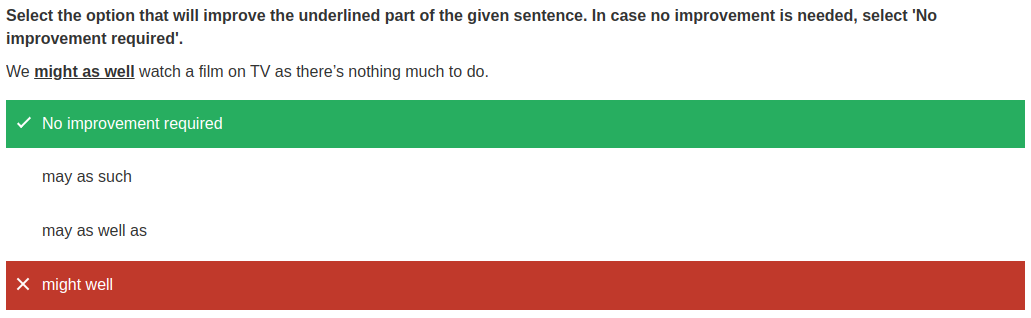 Select the option that will improve the underlined part of the given sentence. In case no improvement is needed, select 'No
improvement required'.
We might as well watch a film on TV as there’s nothing much to do.
No improvement required
may as such
may as well as
might well